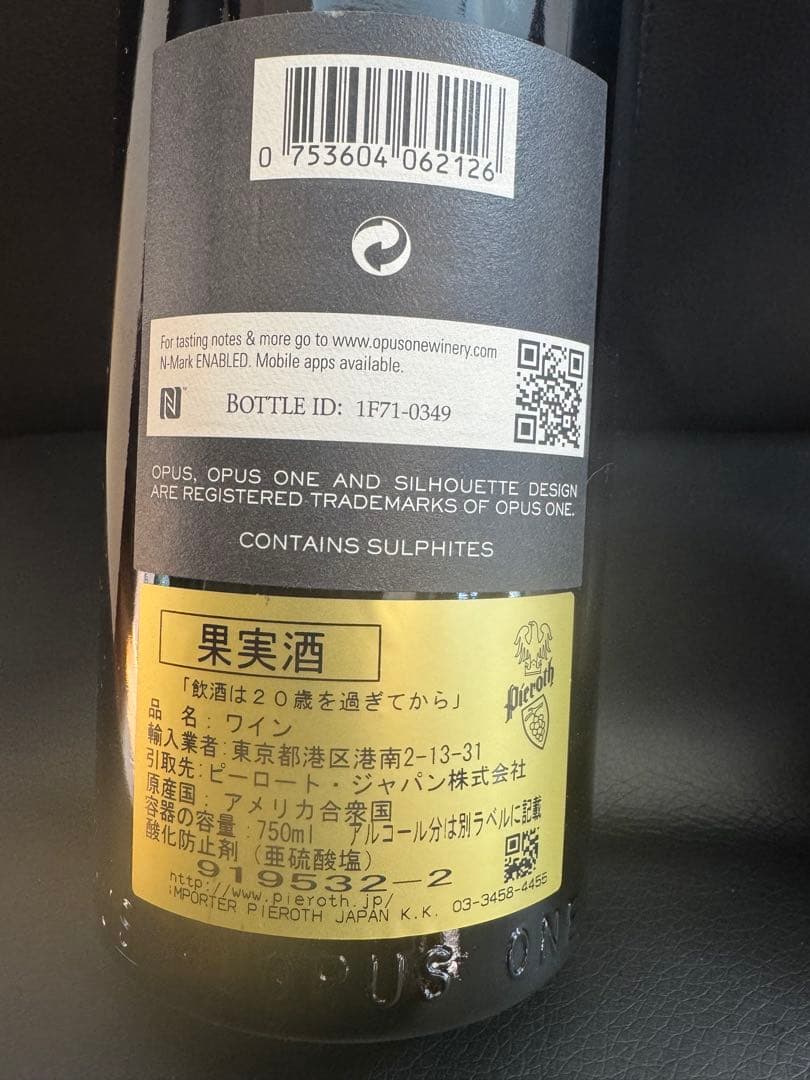 0 753604 062126
For tasting notes & more go to www.opusonewinery.com
N-Mark ENABLED. Mobile apps available.
N™ BOTTLE ID: 1F71-0349
OPUS, OPUS ONE AND SILHOUETTE DESIGN
ARE REGISTERED TRADEMARKS OF OPUS ONE.
CONTAINS SULPHITES
果実酒
Pieroth
「飲酒は20歳を過ぎてから」
品 名: ワイン
輸入業者:東京都港区港南2-13-31
引取先:ピーロート・ジャパン株式会社
原産国: アメリカ合衆国
容器の容量:750ml アルコール分は別ラベルに記載
酸化防止剤(亜硫酸塩)
919532-2
http://www.pieroth.jp/
IMPORTER PIEROTH JAPAN K.K. 03-3458-4455
OPUS ONE